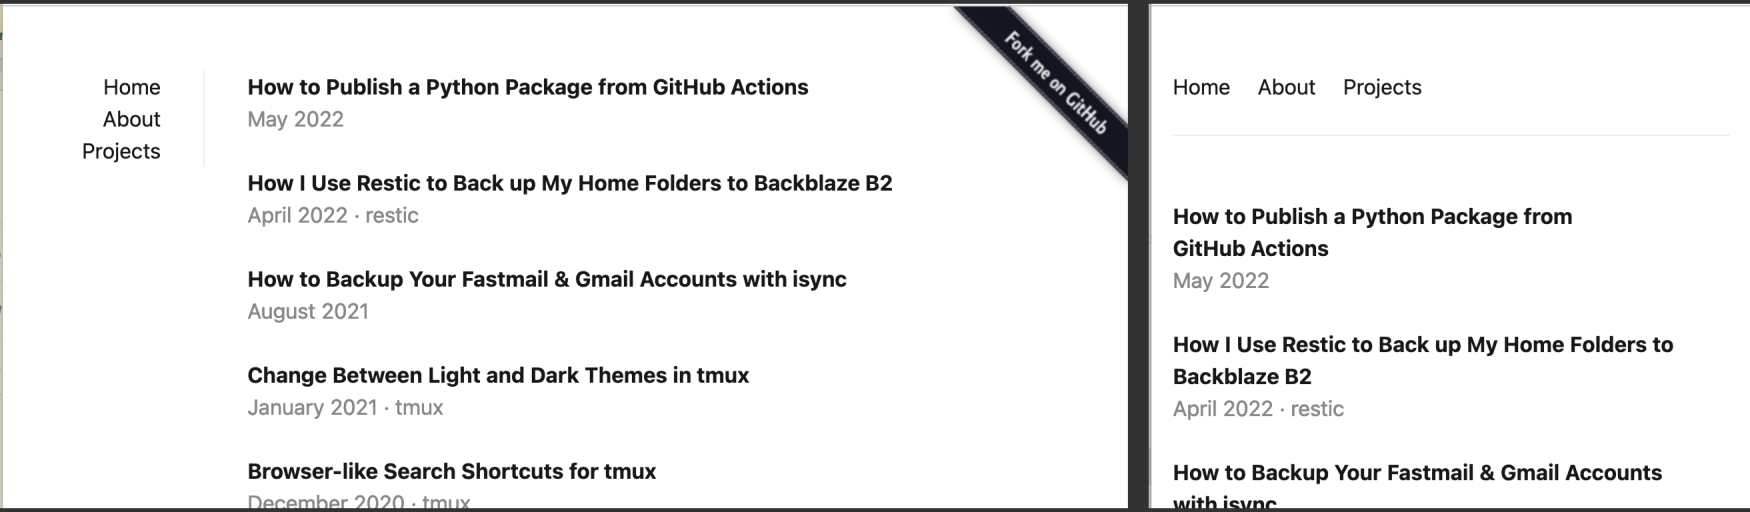 Home
About
Projects
How to Publish a Python Package from GitHub Actions
May 2022
How I Use Restic to Back up My Home Folders to Backblaze B2
April 2022 · restic
How to Backup Your Fastmail & Gmail Accounts with isync
August 2021
Change Between Light and Dark Themes in tmux
January 2021 · tmux
Browser-like Search Shortcuts for tmux
December 2020 · tmux
Fork me on GitHub
Home About Projects
How to Publish a Python Package from
GitHub Actions
May 2022
How I Use Restic to Back up My Home Folders to
Backblaze B2
April 2022 · restic
How to Backup Your Fastmail & Gmail Accounts
with isync